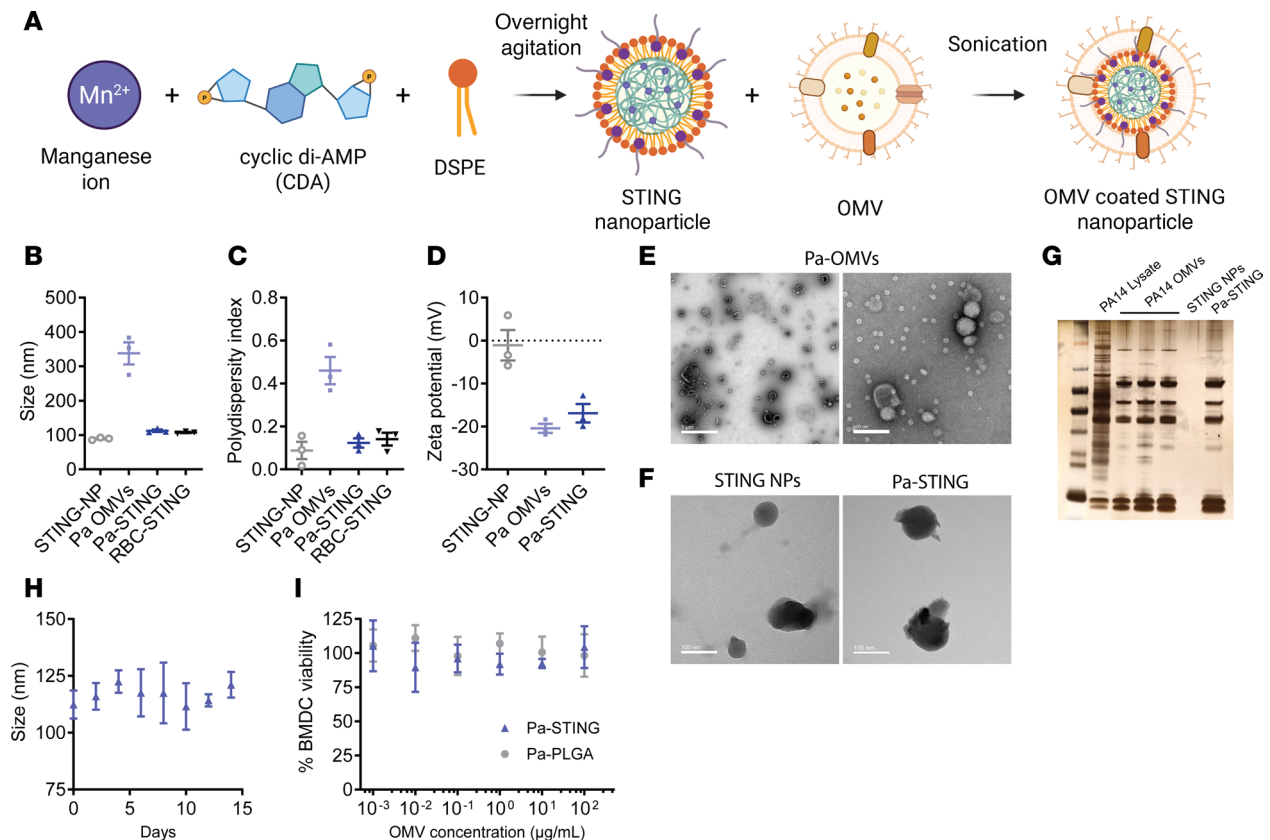 A
Mn2+
+
P
P
+
Overnight
agitation
+
Sonication
Manganese
ion
cyclic di-AMP
(CDA)
DSPE
STING
nanoparticle
OMV
OMV coated STING
nanoparticle
B
Size (nm)
500
400
300
200
100
0
STING-NP
Pa OMVs
Pa-STING
RBC-STING
C
Polydispersity index
0.8
0.6
0.4
0.2
0.0
STING-NP
Pa OMVs
Pa-STING
RBC-STING
D
Zeta potential (mV)
10
0
-10
-20
-30
STING-NP
Pa OMVs
Pa-STING
E
Pa-OMVs
F
STING NPs
Pa-STING
100 nm
100 nm
G
PA14 Lysate
PA14 OMVs
STING NPs
Pa-STING
H
Size (nm)
150
125
100
75
0
5
10
15
Days
I
% BMDC viability
125
100
75
50
25
0
Pa-STING
Pa-PLGA
10-3
10-2
10-1
100
101
102
OMV concentration (µg/mL)